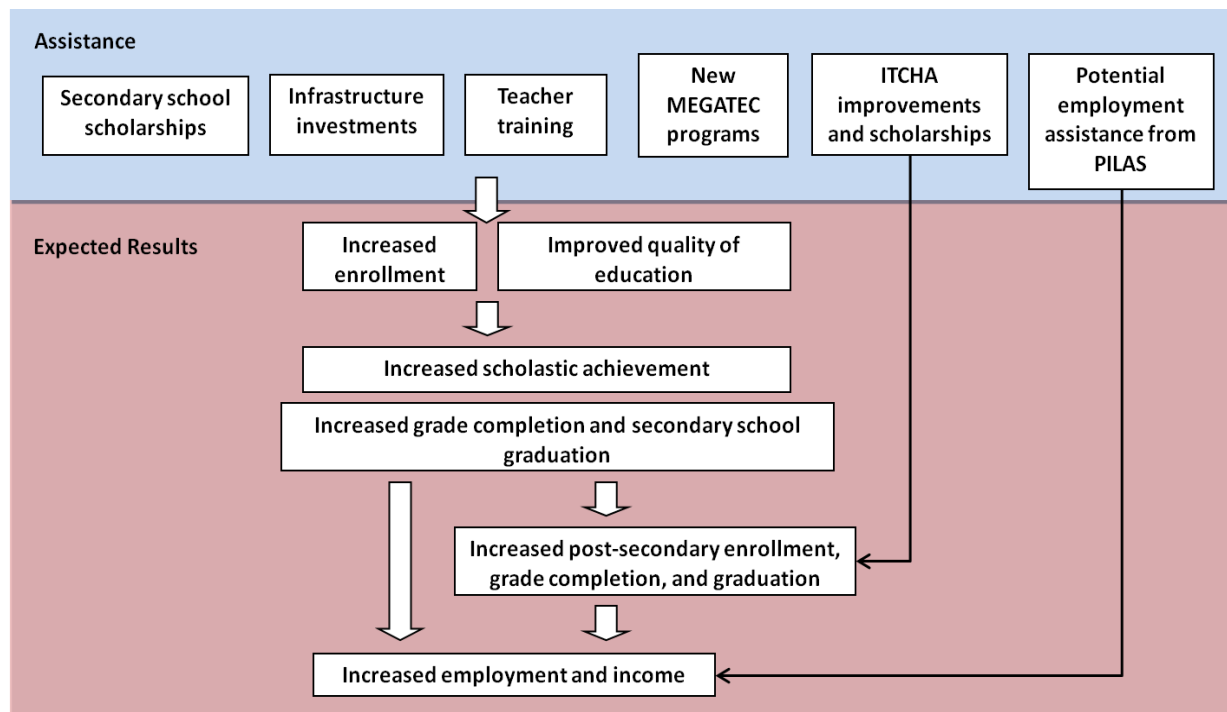 Assistance
Secondary school
scholarships
Infrastructure
investments
Teacher
training
New
MEGATEC
programs
ITCHA
improvements
and scholarships
Potential
employment
assistance from
PILAS
Expected Results
Increased
enrollment
Improved quality of
education
Increased scholastic achievement
Increased grade completion and secondary school
graduation
Increased post-secondary enrollment,
grade completion, and graduation
Increased employment and income